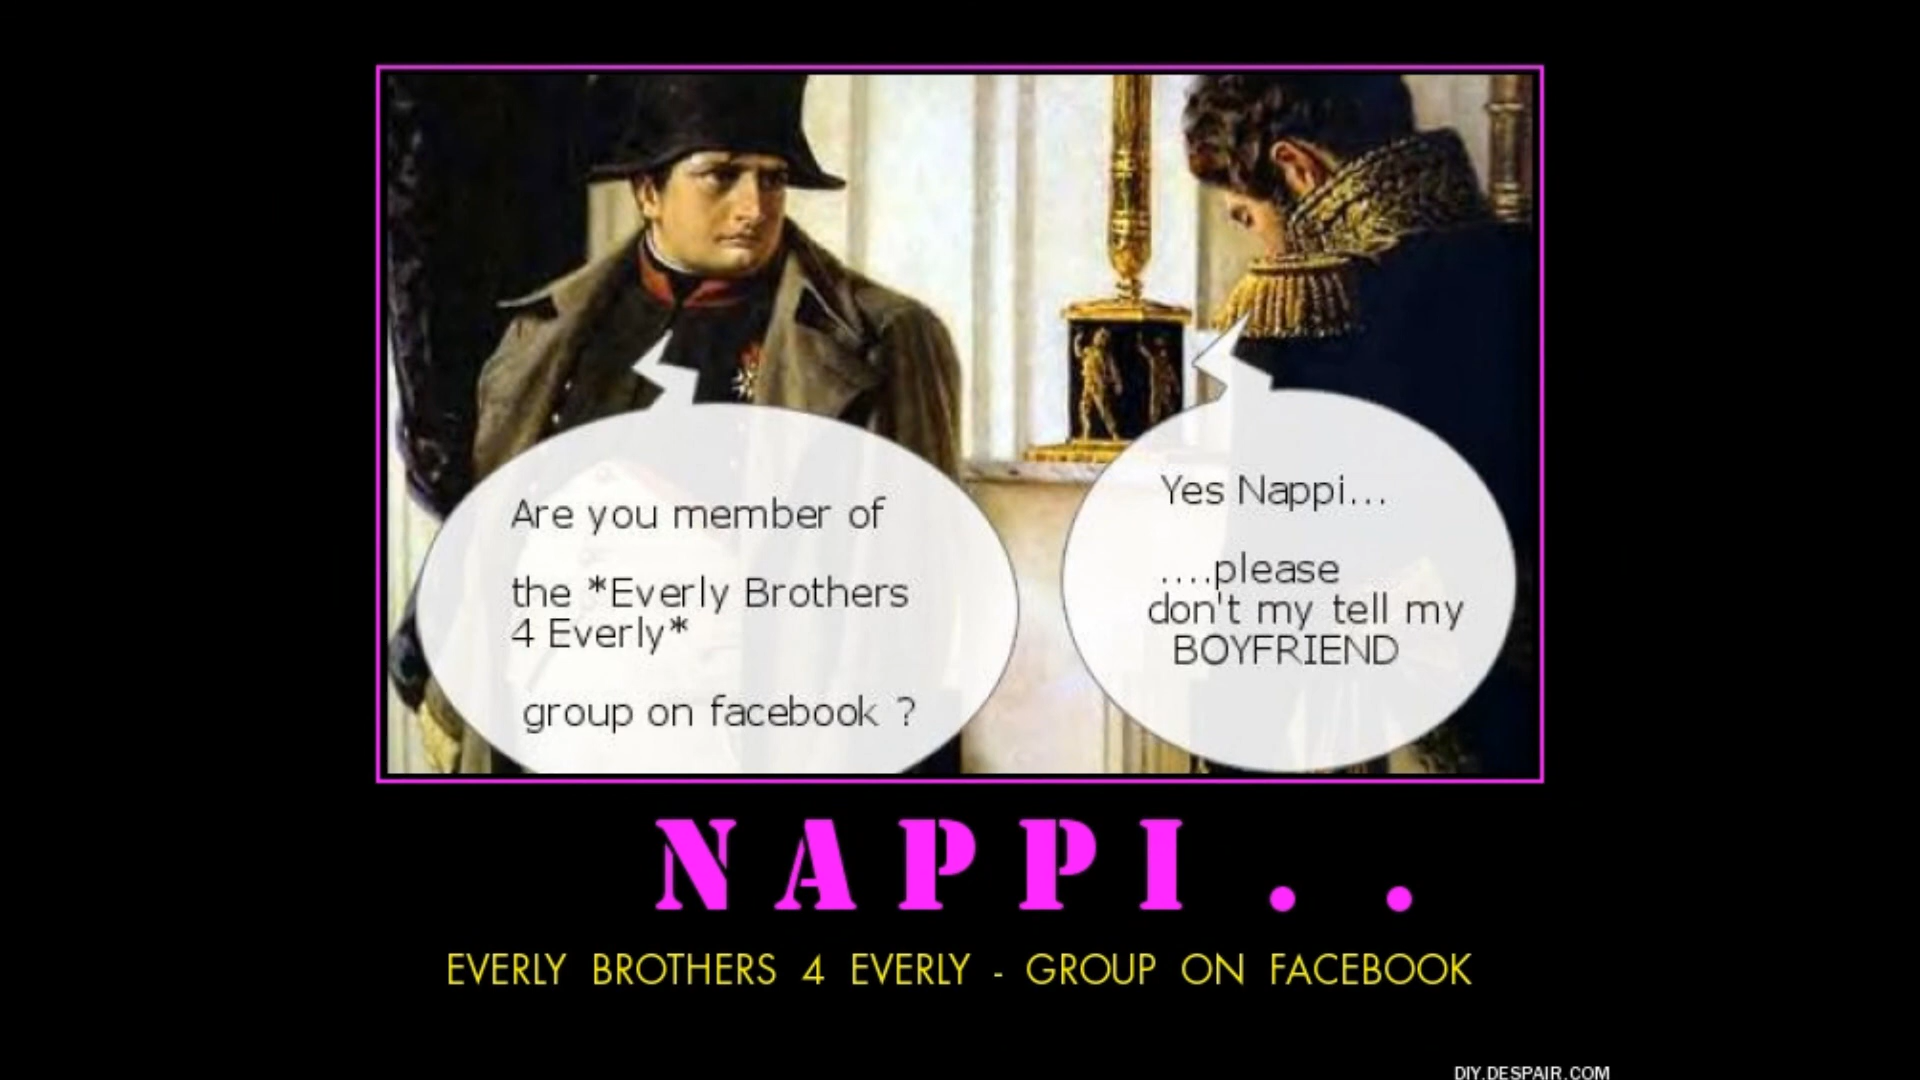 Are you member of
the *Everly Brothers
4 Everly*
group on facebook ?
Yes Nappi...
....please
don't my tell my
BOYFRIEND
NAPPI..
EVERLY BROTHERS 4 EVERLY - GROUP ON FACEBOOK
DIY.DESPAIR.COM